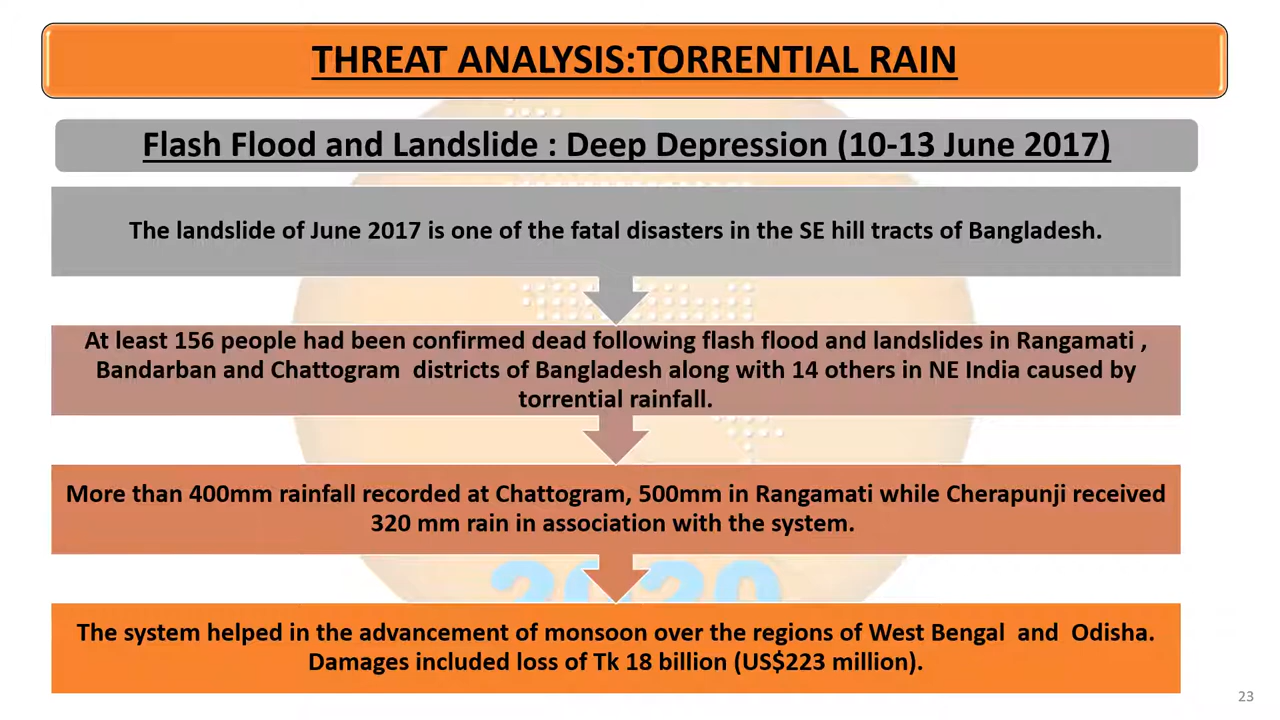 THREAT ANALYSIS:TORRENTIAL RAIN
Flash Flood and Landslide : Deep Depression (10-13 June 2017)
The landslide of June 2017 is one of the fatal disasters in the SE hill tracts of Bangladesh.
At least 156 people had been confirmed dead following flash flood and landslides in Rangamati ,
Bandarban and Chattogram districts of Bangladesh along with 14 others in NE India caused by
torrential rainfall.
More than 400mm rainfall recorded at Chattogram, 500mm in Rangamati while Cherapunji received
320 mm rain in association with the system.
2020
The system helped in the advancement of monsoon over the regions of West Bengal and Odisha.
Damages included loss of Tk 18 billion (US$223 million).
23